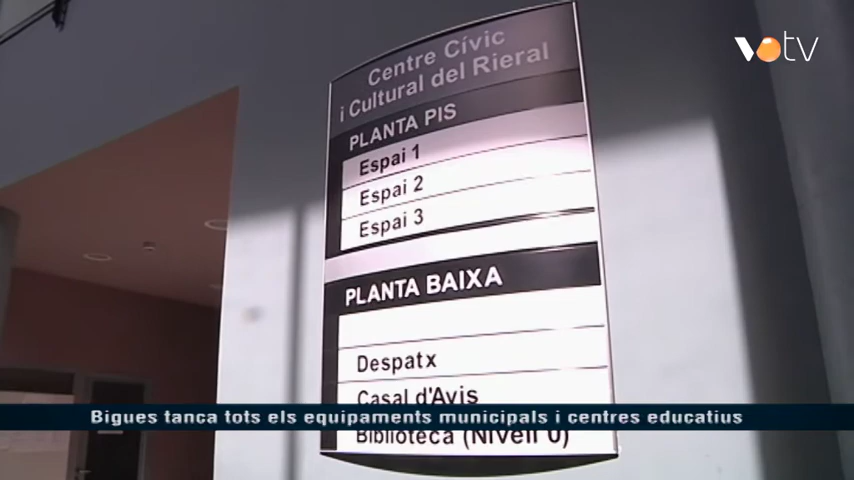 votv
Centre Cívic
i Cultural del Rieral
PLANTA PIS
Espai 1
Espai 2
Espai 3
PLANTA BAIXA
Despatx
Casal d'Avis
Bigues tanca tots els equipaments municipals i centres educatius
Biblioteca (Nivell 0)